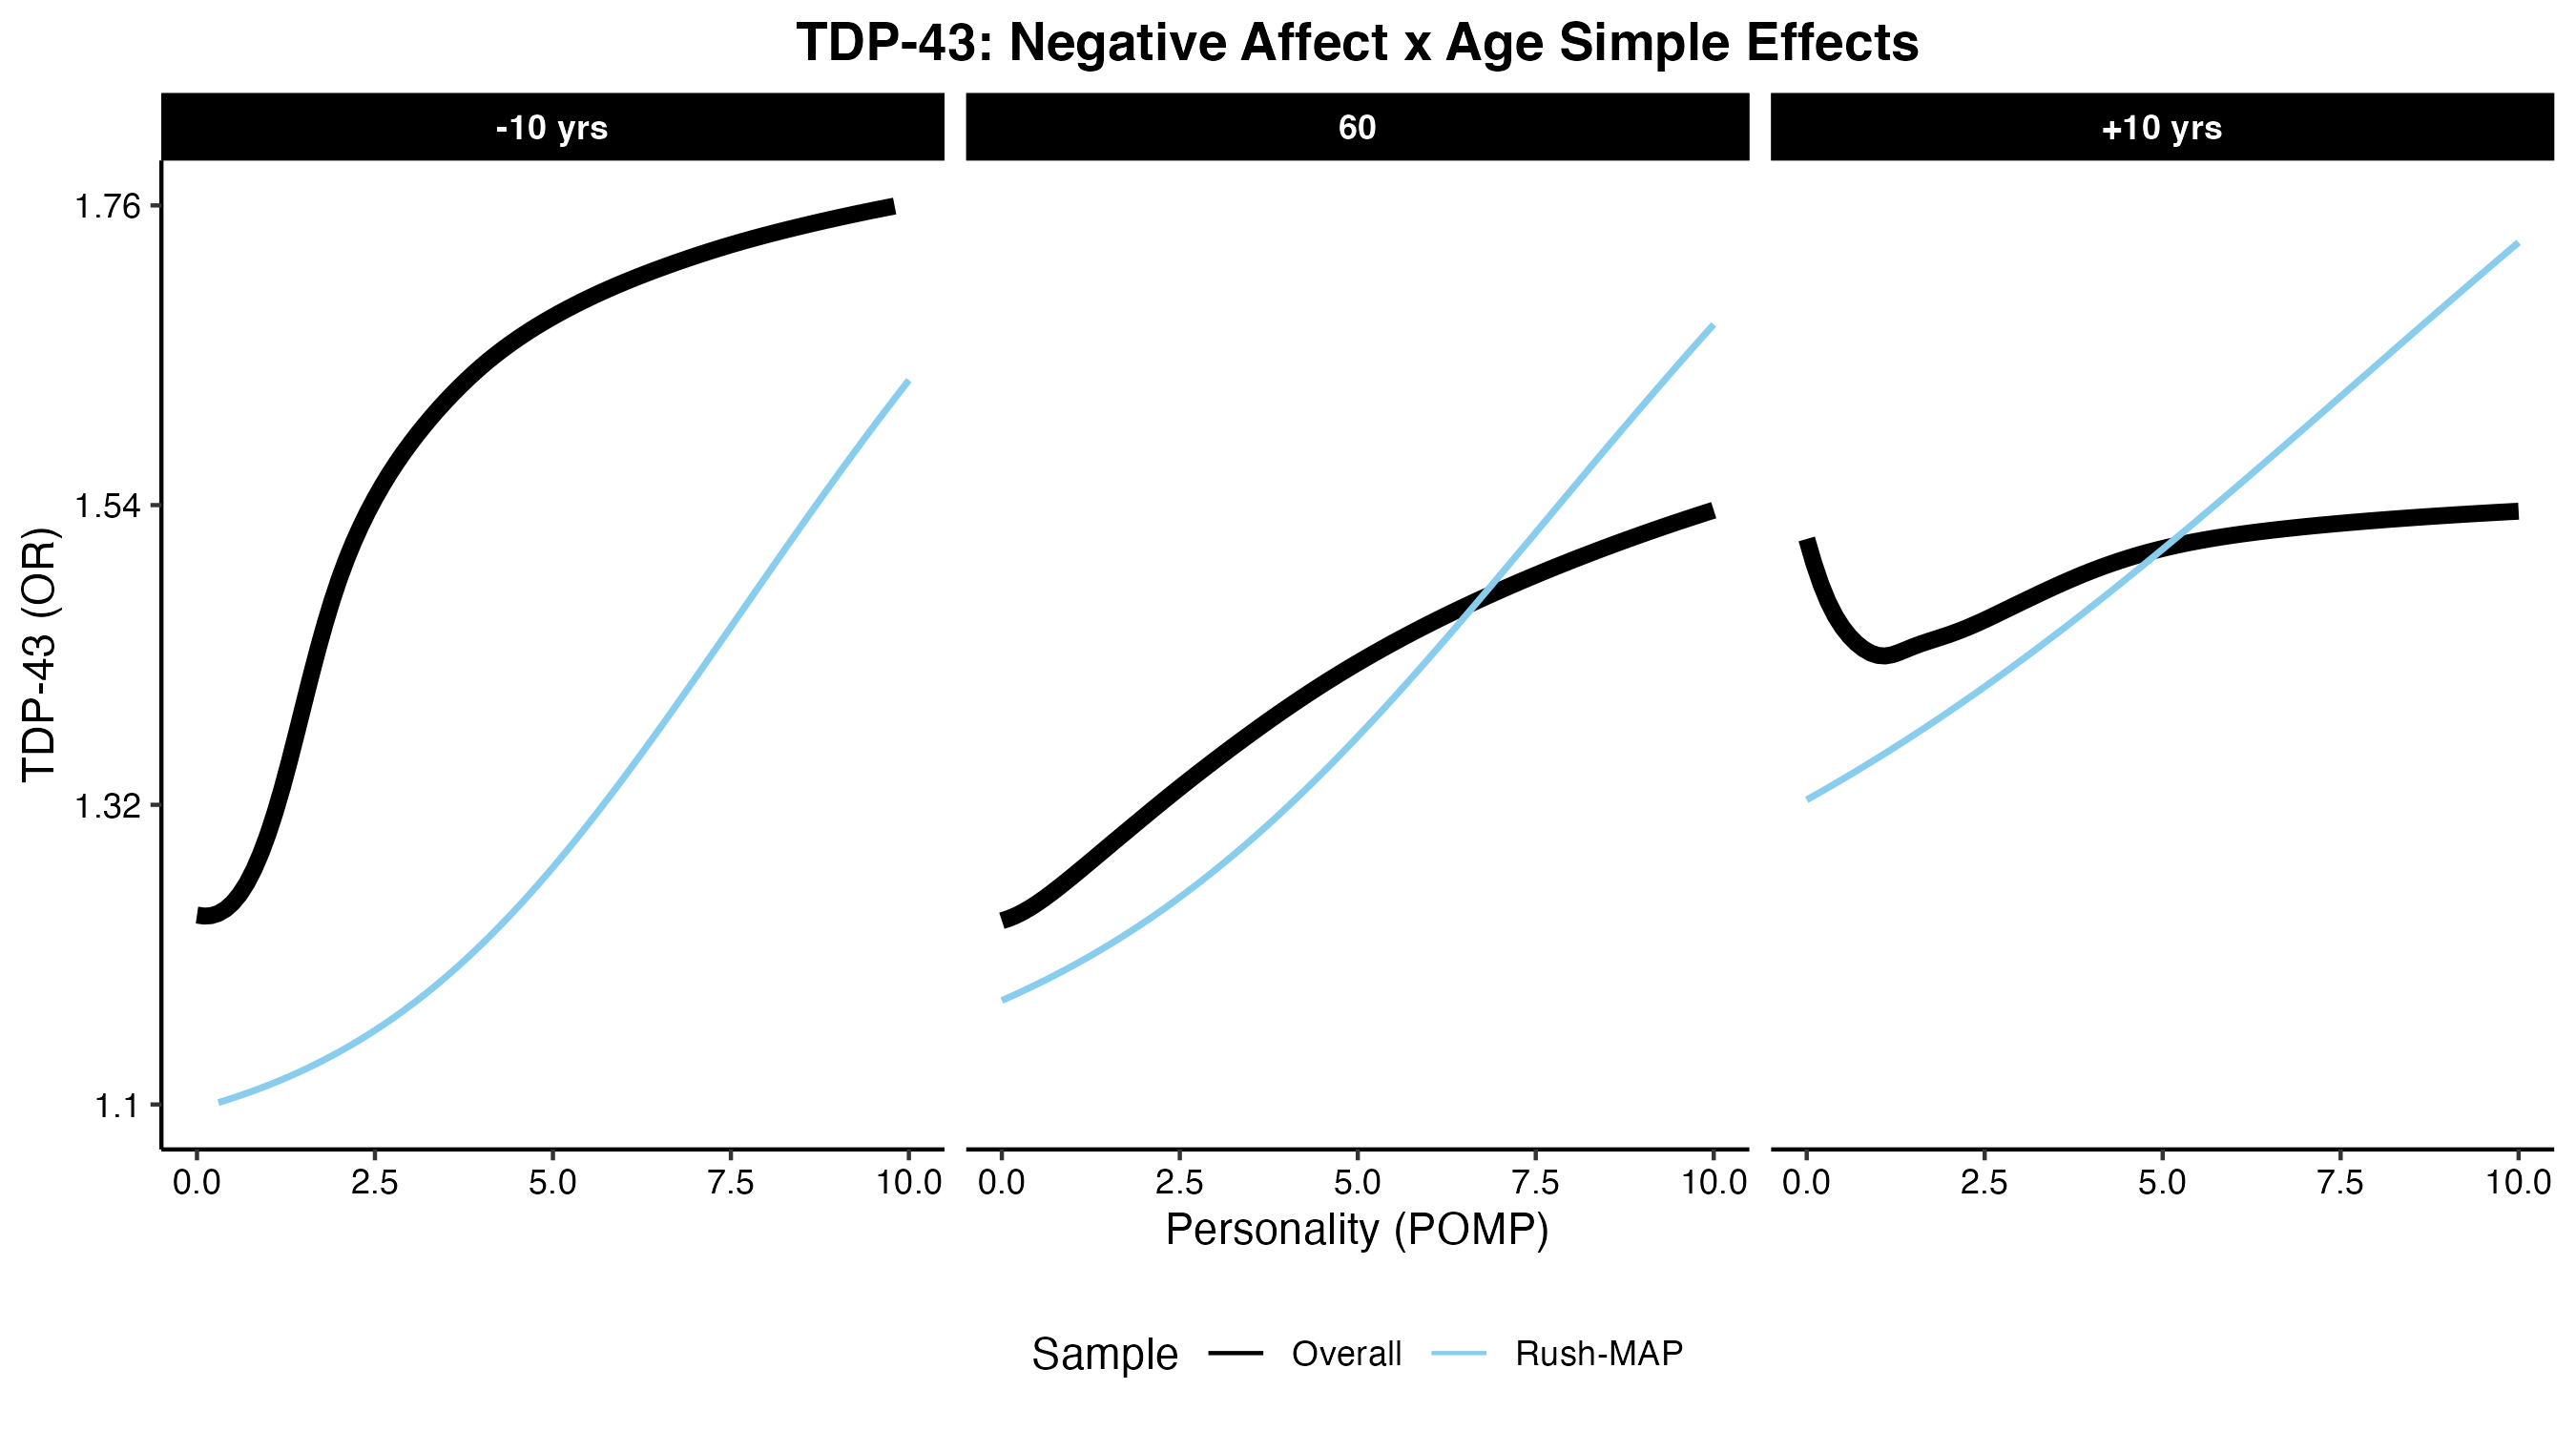 TDP-43: Negative Affect x Age Simple Effects
-10 yrs
60
+10 yrs
TDP-43 (OR)
1.76
1.54
1.32
1.1
0.0 2.5 5.0 7.5 10.0
0.0 2.5 5.0 7.5 10.0
0.0 2.5 5.0 7.5 10.0
Personality (POMP)
Sample Overall Rush-MAP